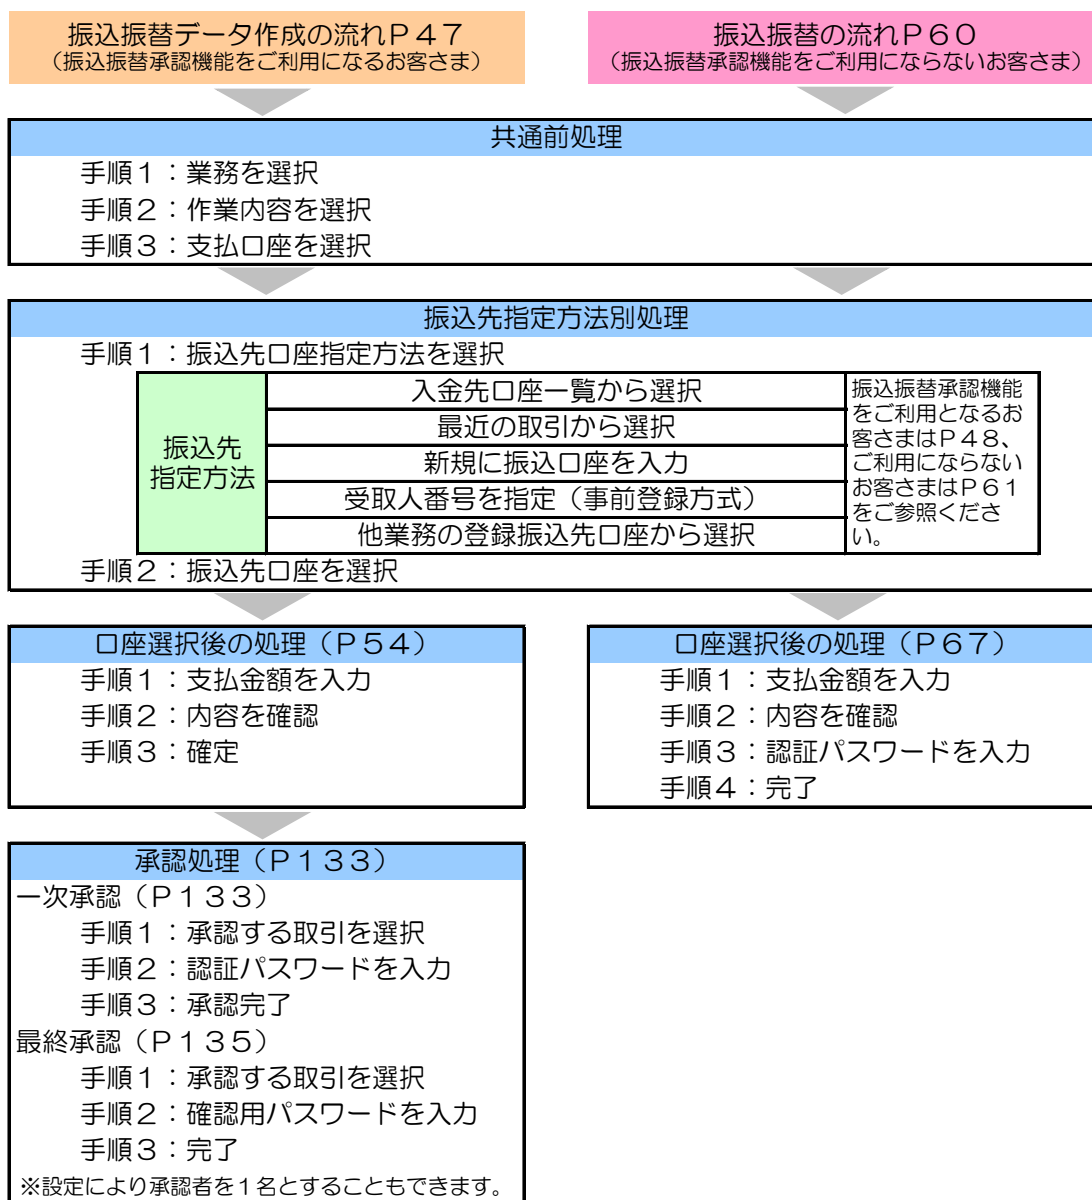 振込振替データ作成の流れＰ４７
（振込振替承認機能をご利用になるお客さま）
振込振替の流れＰ６０
（振込振替承認機能をご利用にならないお客さま）
共通前処理
手順１：業務を選択
手順２：作業内容を選択
手順３：支払口座を選択
振込先指定方法別処理
手順１：振込先口座指定方法を選択
振込先
指定方法
入金先口座一覧から選択
最近の取引から選択
新規に振込口座を入力
受取人番号を指定（事前登録方式）
他業務の登録振込先口座から選択
振込振替承認機能
をご利用となるお
客さまはＰ４８、
ご利用にならない
お客さまはＰ６１
をご参照くださ
い。
手順２：振込先口座を選択
口座選択後の処理（Ｐ５４）
手順１：支払金額を入力
手順２：内容を確認
手順３：確定
口座選択後の処理（Ｐ６７）
手順１：支払金額を入力
手順２：内容を確認
手順３：認証パスワードを入力
手順４：完了
承認処理（Ｐ１３３）
一次承認（Ｐ１３３）
手順１：承認する取引を選択
手順２：認証パスワードを入力
手順３：承認完了
最終承認（Ｐ１３５）
手順１：承認する取引を選択
手順２：確認用パスワードを入力
手順３：完了
※設定により承認者を１名とすることもできます。